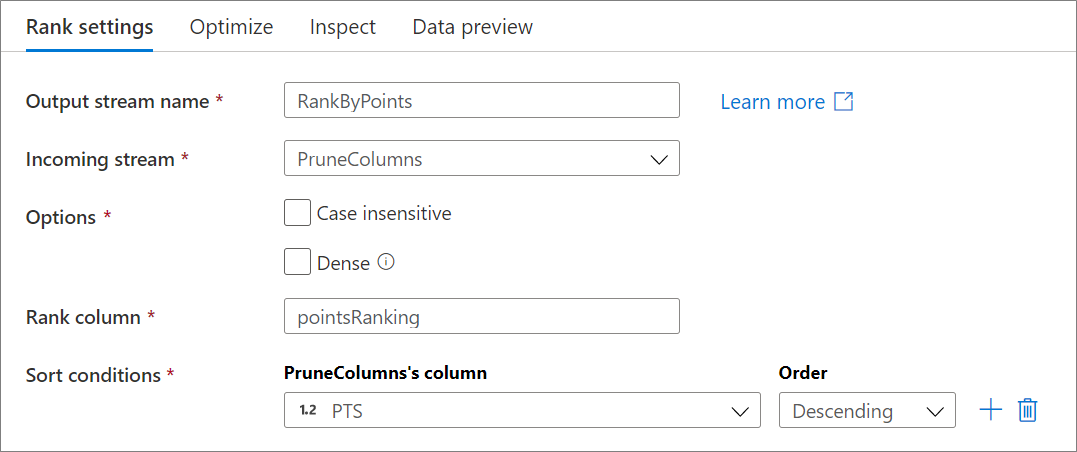 Rank settings Optimize Inspect Data preview
Output stream name * RankByPoints Learn more
Incoming stream * PruneColumns
Options * Case insensitive
Dense
Rank column * pointsRanking
PruneColumns's column Order
Sort conditions *
1.2 PTS Descending